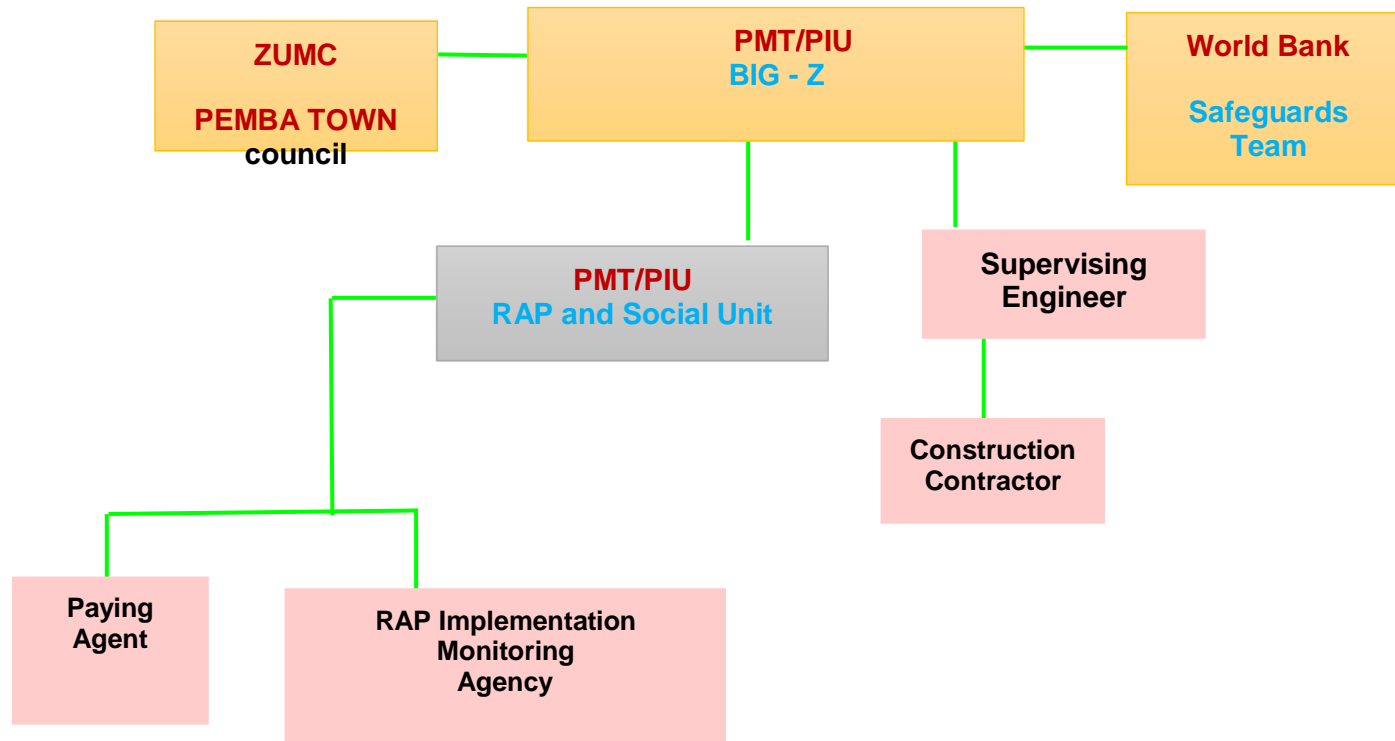 ZUMC
PEMBA TOWN
council
PMT/PIU
BIG - Z
World Bank
Safeguards
Team
PMT/PIU
RAP and Social Unit
Supervising
Engineer
Construction
Contractor
Paying
Agent
RAP Implementation
Monitoring
Agency